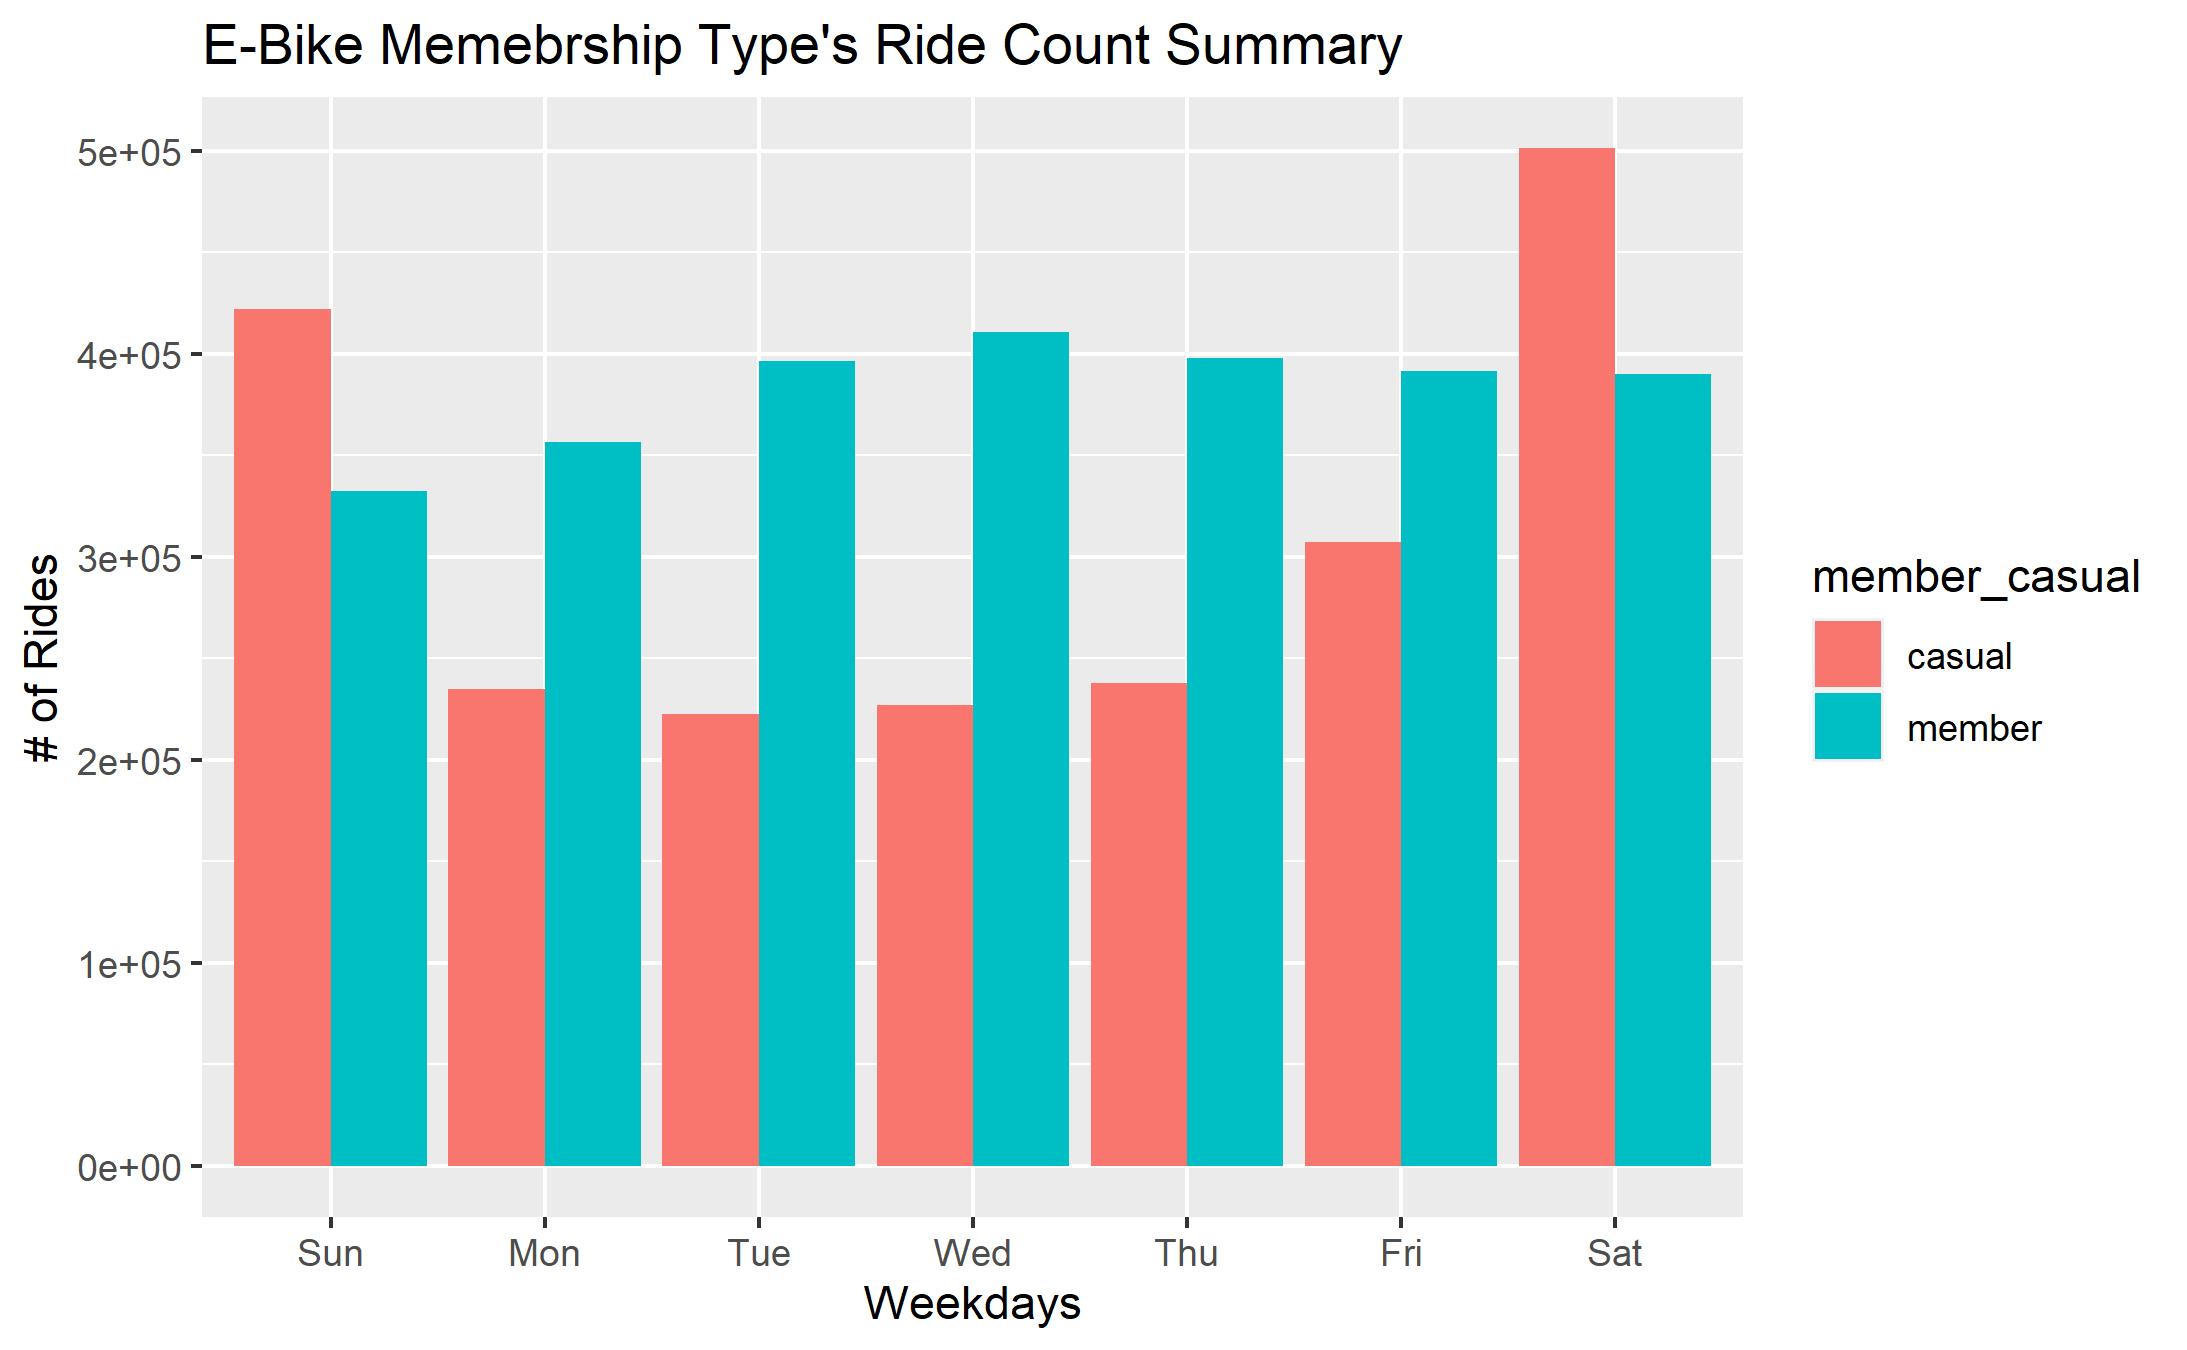 E-Bike Memebrship Type's Ride Count Summary
# of Rides
5e+05
4e+05
3e+05
2e+05
1e+05
0e+00
Sun Mon Tue Wed Thu Fri Sat
Weekdays
member_casual
casual
member